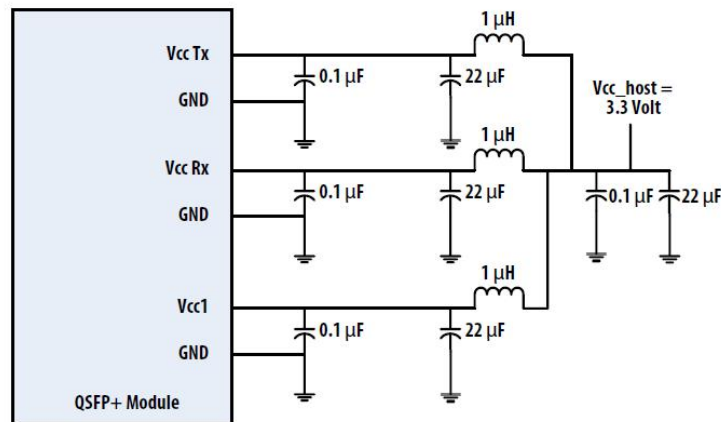 1 μH
Vcc Tx
0.1 μF
22 μF
GND
Vcc_host =
3.3 Volt
1 μH
Vcc Rx
0.1 μF
22 μF
0.1 μF
22 μF
GND
1 μH
Vcc1
0.1 μF
22 μF
GND
QSFP+ Module